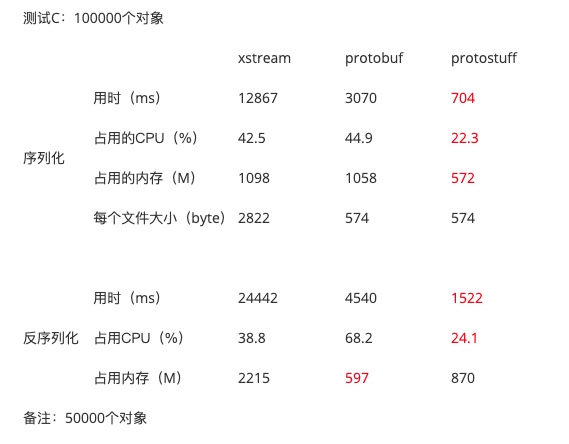 测试C：100000个对象
xstream protobuf protostuff
用时（ms） 12867 3070 704
占用的CPU（%） 42.5 44.9 22.3
序列化
占用的内存（M） 1098 1058 572
每个文件大小（byte） 2822 574 574
用时（ms） 24442 4540 1522
反序列化 占用CPU（%） 38.8 68.2 24.1
占用内存（M） 2215 597 870
备注：50000个对象